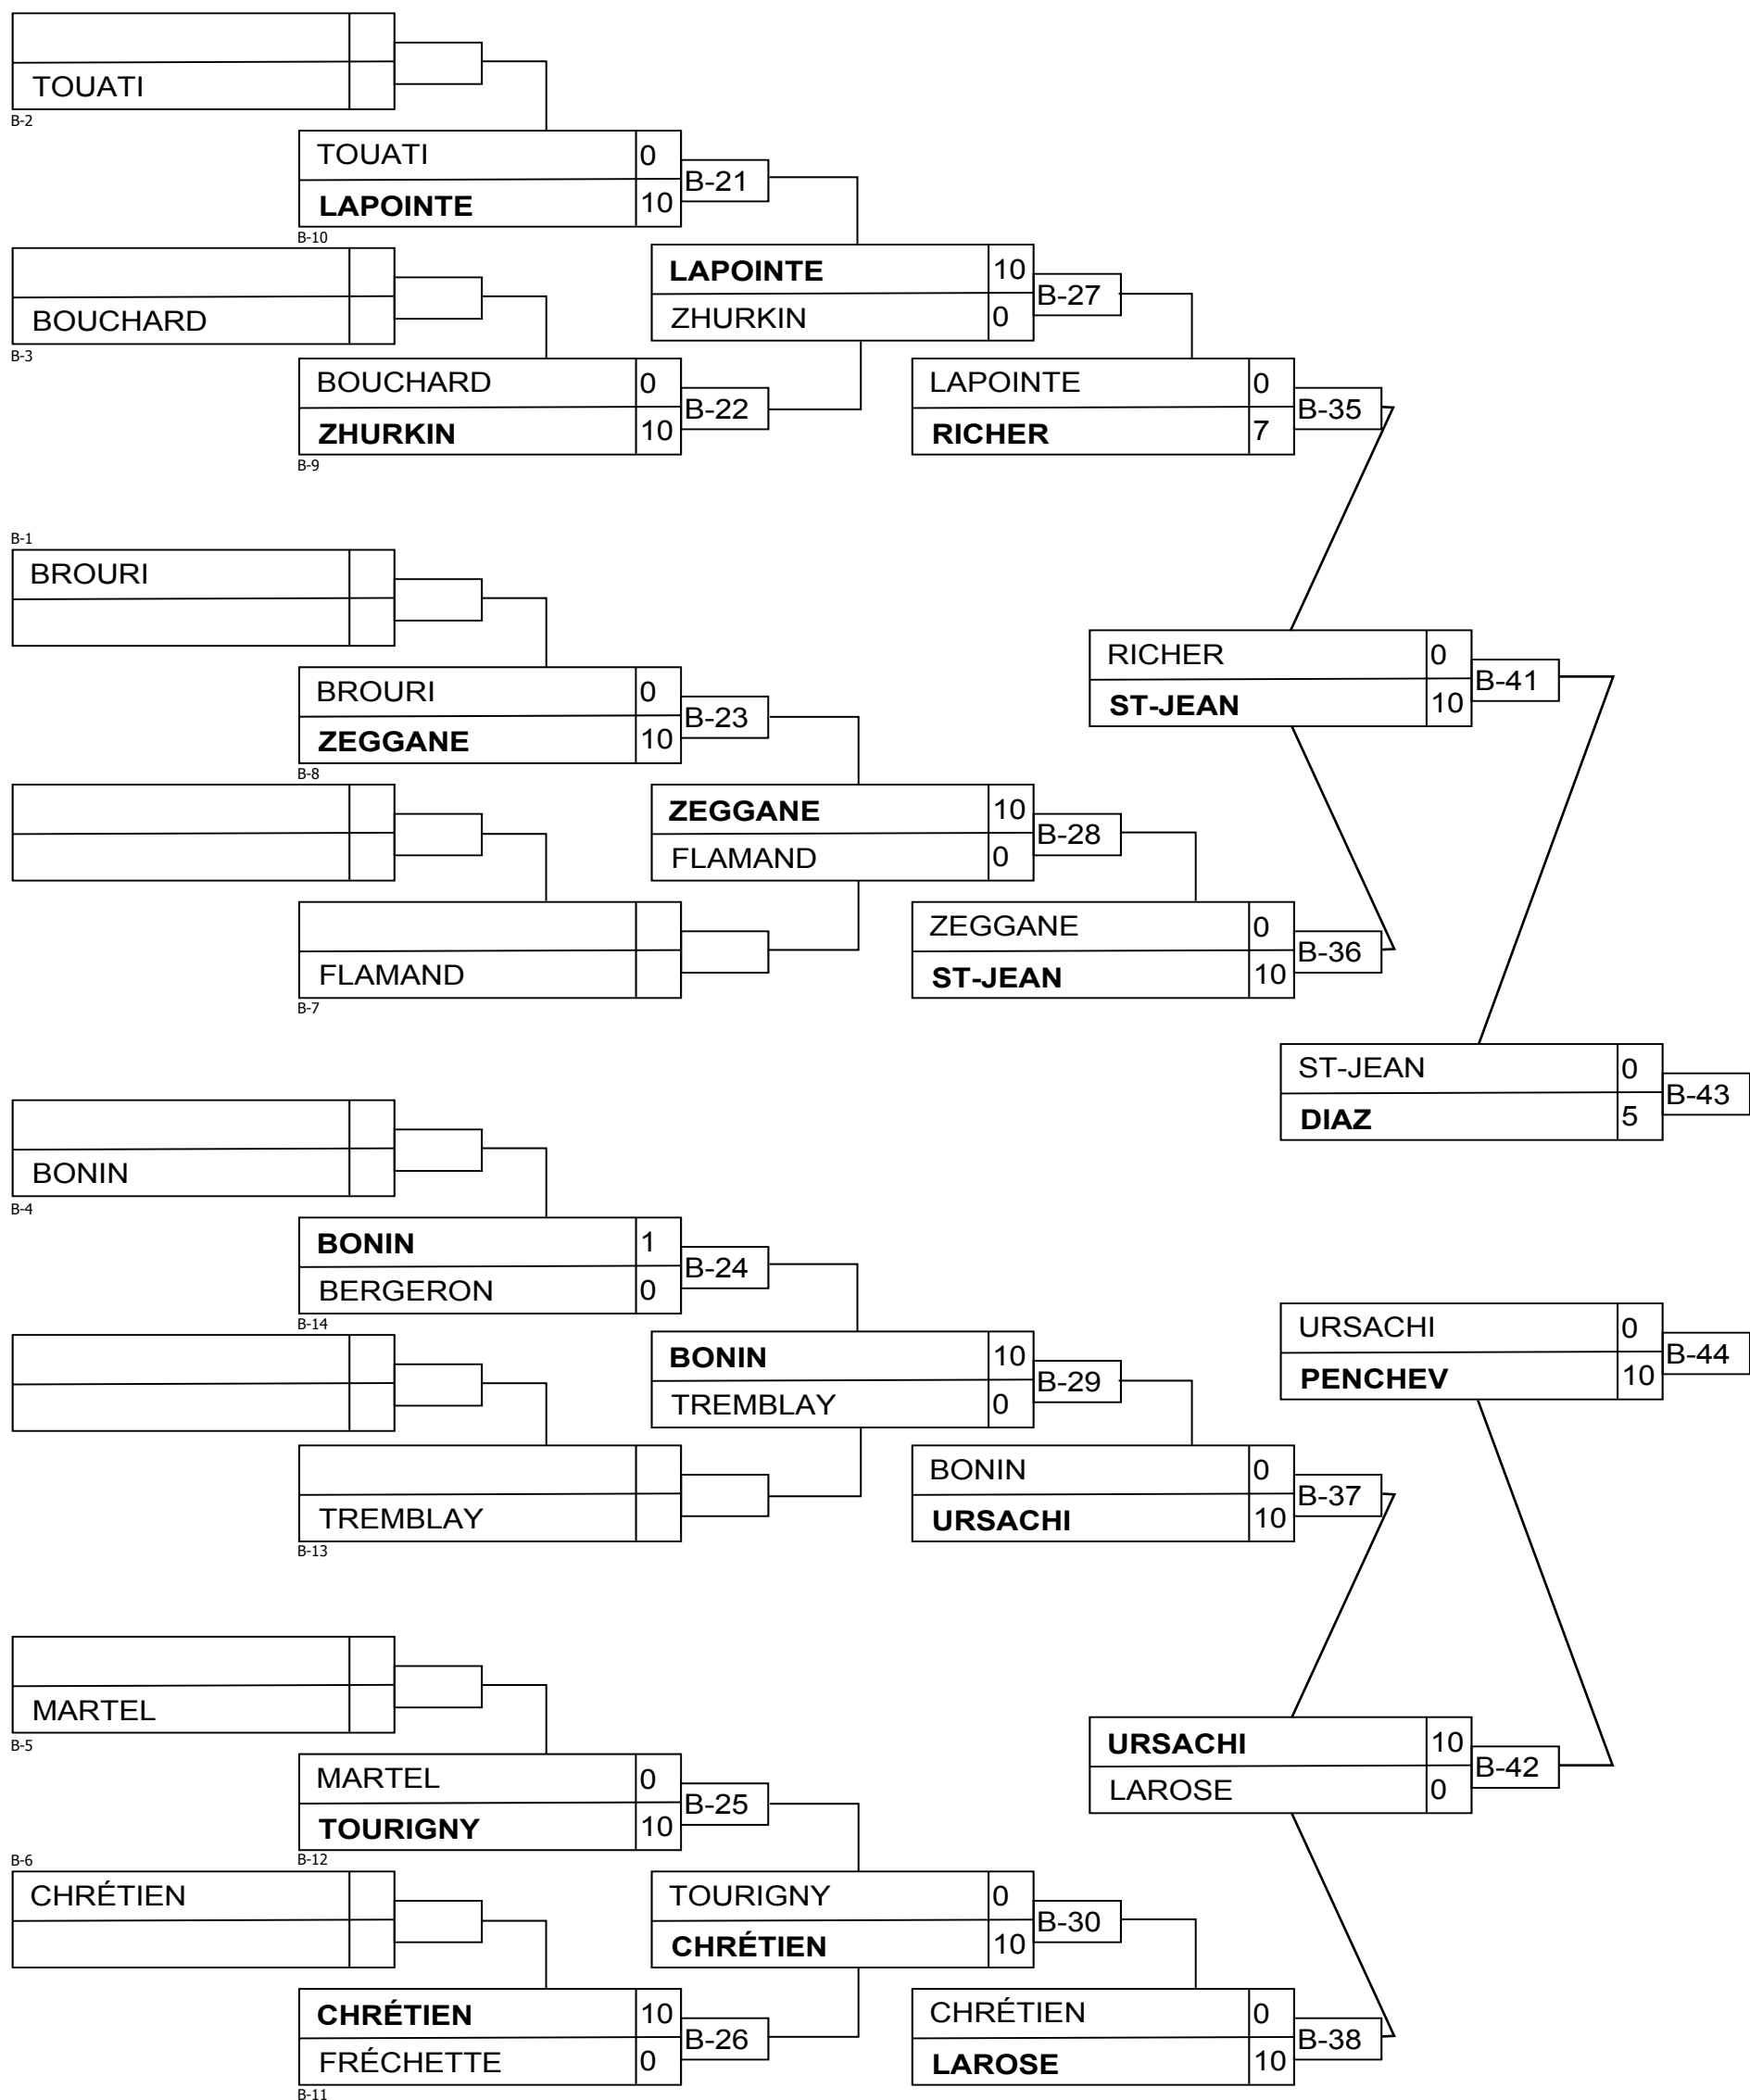 TOUATI
B-2
TOUATI 0
LAPOINTE 10
B-21
B-10
BOUCHARD
B-3
LAPOINTE 10
ZHURKIN 0
B-27
BOUCHARD 0
ZHURKIN 10
B-22
B-9
LAPOINTE 0
RICHER 7
B-35
B-1
BROURI
BROURI 0
ZEGGANE 10
B-23
B-8
RICHER 0
ST-JEAN 10
B-41
ZEGGANE 10
FLAMAND 0
B-28
FLAMAND
B-7
ZEGGANE 0
ST-JEAN 10
B-36
ST-JEAN 0
DIAZ 5
B-43
BONIN
B-4
BONIN 1
BERGERON 0
B-24
B-14
URSACHI 0
PENCHEV 10
B-44
BONIN 10
TREMBLAY 0
B-29
TREMBLAY
B-13
BONIN 0
URSACHI 10
B-37
MARTEL
B-5
MARTEL 0
TOURIGNY 10
B-25
B-12
URSACHI 10
LAROSE 0
B-42
B-6
CHRÉTIEN
TOURIGNY 0
CHRÉTIEN 10
B-30
CHRÉTIEN 10
FRÉCHETTE 0
B-26
B-11
CHRÉTIEN 0
LAROSE 10
B-38